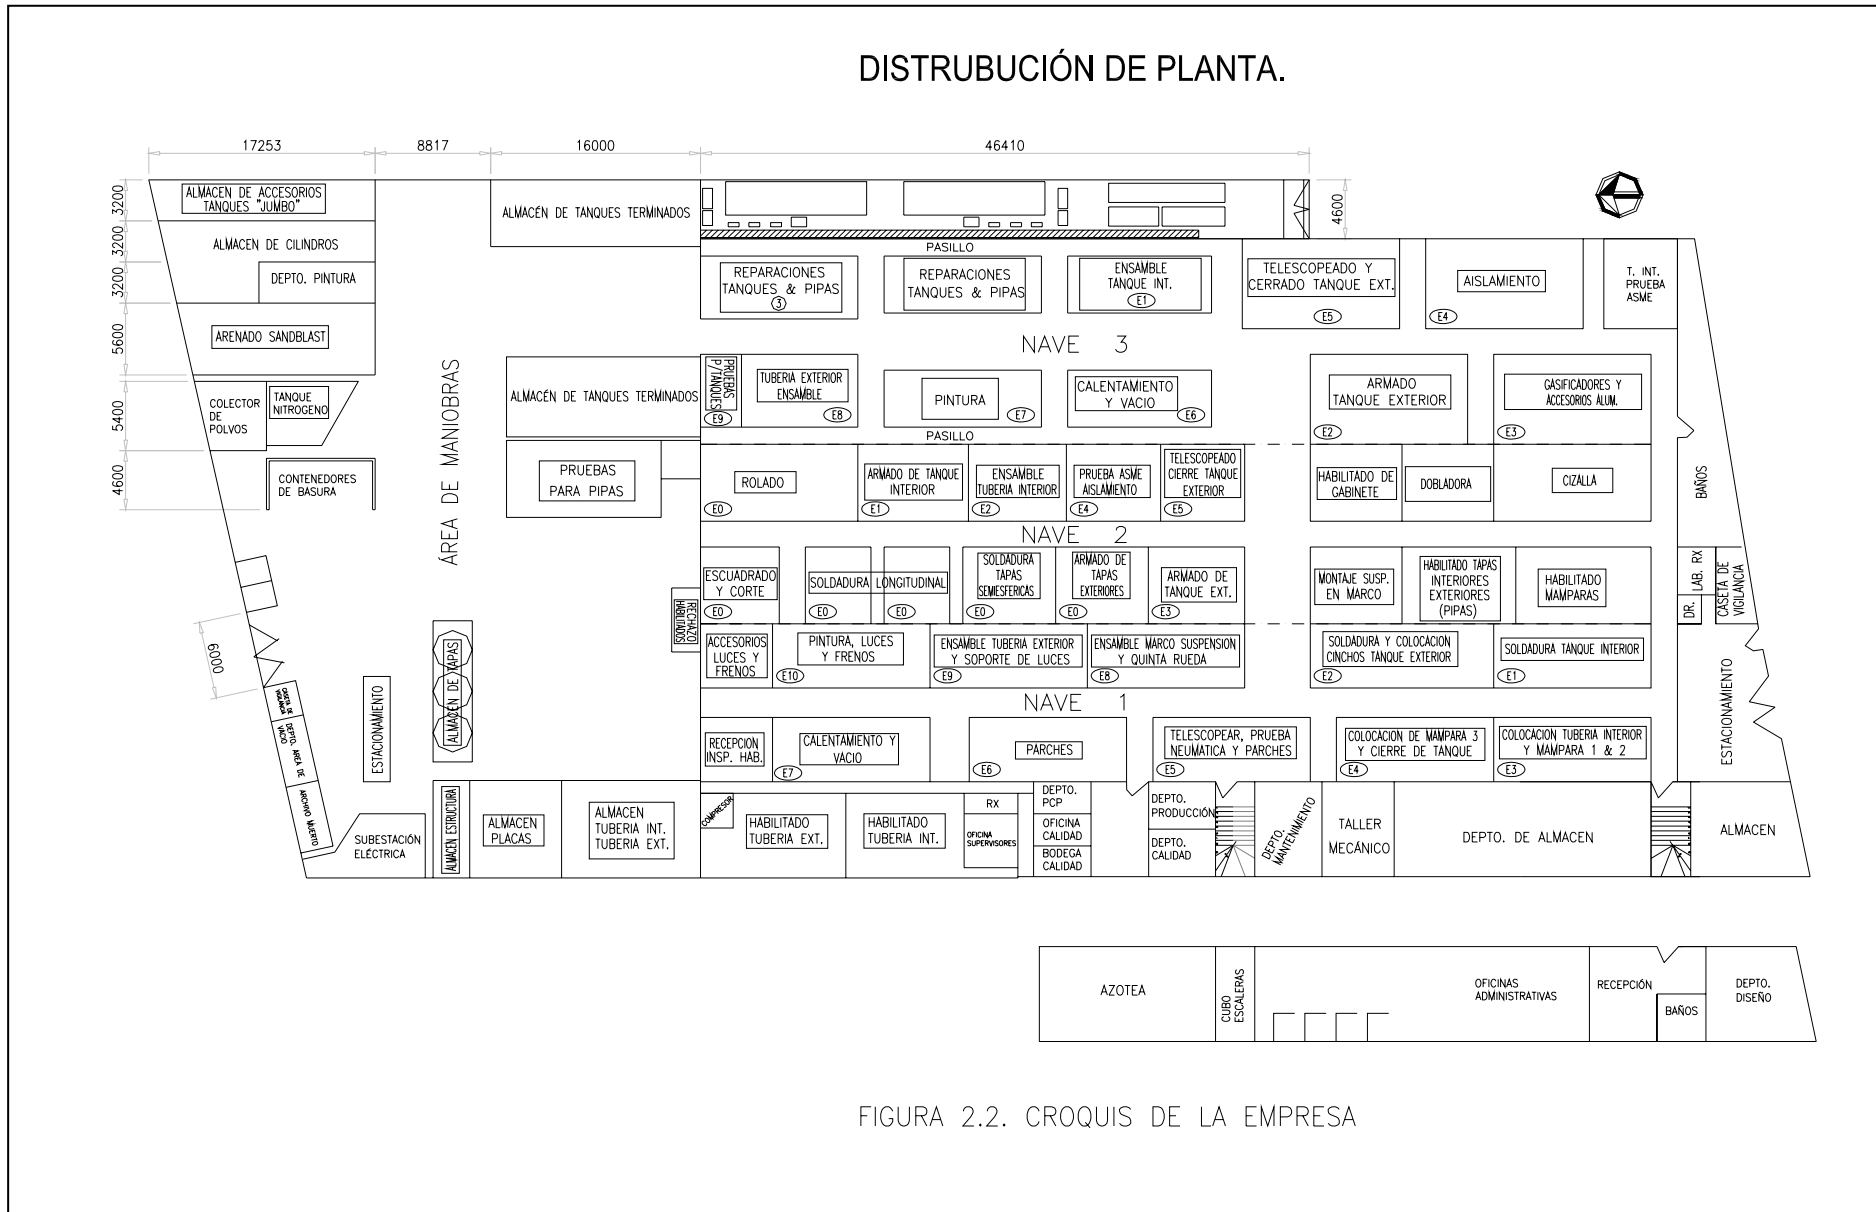 DISTRUBUCIÓN DE PLANTA.
17253
8817
16000
46410
3200
3200
3200
5600
5400
4600
6000
4600
ALMACEN DE ACCESORIOS
TANQUES "JUMBO"
ALMACEN DE CILINDROS
DEPTO. PINTURA
ARENADO SANDBLAST
COLECTOR
DE
POLVOS
TANQUE
NITROGENO
CONTENEDORES
DE BASURA
ÁREA DE MANIOBRAS
ALMACÉN DE TANQUES TERMINADOS
ALMACÉN DE TANQUES TERMINADOS
PRUEBAS
PARA PIPAS
PASILLO
REPARACIONES
TANQUES & PIPAS
3
REPARACIONES
TANQUES & PIPAS
ENSAMBLE
TANQUE INT.
E1
TELESCOPEADO Y
CERRADO TANQUE EXT.
E5
AISLAMIENTO
E4
T. INT.
PRUEBA
ASME
NAVE 3
PRUEBAS
P/TANQUES
E9
TUBERIA EXTERIOR
ENSAMBLE
E8
PINTURA
E7
CALENTAMIENTO
Y VACIO
E6
ARMADO
TANQUE EXTERIOR
E2
GASIFICADORES Y
ACCESORIOS ALUM.
E3
PASILLO
ROLADO
E0
ARMADO DE TANQUE
INTERIOR
E1
ENSAMBLE
TUBERIA INTERIOR
E2
PRUEBA ASME
AISLAMIENTO
E4
TELESCOPEADO
CIERRE TANQUE
EXTERIOR
E5
HABILITADO DE
GABINETE
DOBLADORA
CIZALLA
BAÑOS
NAVE 2
ESCUADRADO
Y CORTE
E0
SOLDADURA LONGITUDINAL
E0
E0
SOLDADURA
TAPAS
SEMIESFERICAS
E0
ARMADO DE
TAPAS
EXTERIORES
E0
ARMADO DE
TANQUE EXT.
E3
MONTAJE SUSP.
EN MARCO
HABILITADO TAPAS
INTERIORES
EXTERIORES
(PIPAS)
HABILITADO
MAMPARAS
LAB. RX
DR.
CASETA DE
VIGILANCIA
RECHAZO
HABILITADOS
ACCESORIOS
LUCES Y
FRENOS
PINTURA, LUCES
Y FRENOS
E10
ENSAMBLE TUBERIA EXTERIOR
Y SOPORTE DE LUCES
E9
ENSAMBLE MARCO SUSPENSION
Y QUINTA RUEDA
E8
SOLDADURA Y COLOCACION
CINCHOS TANQUE EXTERIOR
E2
SOLDADURA TANQUE INTERIOR
E1
NAVE 1
RECEPCION
INSP. HAB.
CALENTAMIENTO Y
VACIO
E7
PARCHES
E6
TELESCOPEAR, PRUEBA
NEUMATICA Y PARCHES
E5
COLOCACION DE MAMPARA 3
Y CIERRE DE TANQUE
E4
COLOCACION TUBERIA INTERIOR
Y MAMPARA 1 & 2
E3
ESTACIONAMIENTO
CASETA DE
VIGILANCIA
DEPTO. AREA DE
VACIO
ARCHIVO MUERTO
ESTACIONAMIENTO
ALMACEN DE TAPAS
SUBESTACIÓN
ELÉCTRICA
ALMACEN ESTRUCTURA
ALMACEN
PLACAS
ALMACEN
TUBERIA INT.
TUBERIA EXT.
COMPRESOR
HABILITADO
TUBERIA EXT.
HABILITADO
TUBERIA INT.
RX
OFICINA
SUPERVISORES
DEPTO.
PCP
OFICINA
CALIDAD
BODEGA
CALIDAD
DEPTO.
PRODUCCIÓN
DEPTO.
CALIDAD
DEPTO.
MANTENIMIENTO
TALLER
MECÁNICO
DEPTO. DE ALMACEN
ALMACEN
AZOTEA
CUBO
ESCALERAS
OFICINAS
ADMINISTRATIVAS
RECEPCIÓN
BAÑOS
DEPTO.
DISEÑO
FIGURA 2.2. CROQUIS DE LA EMPRESA